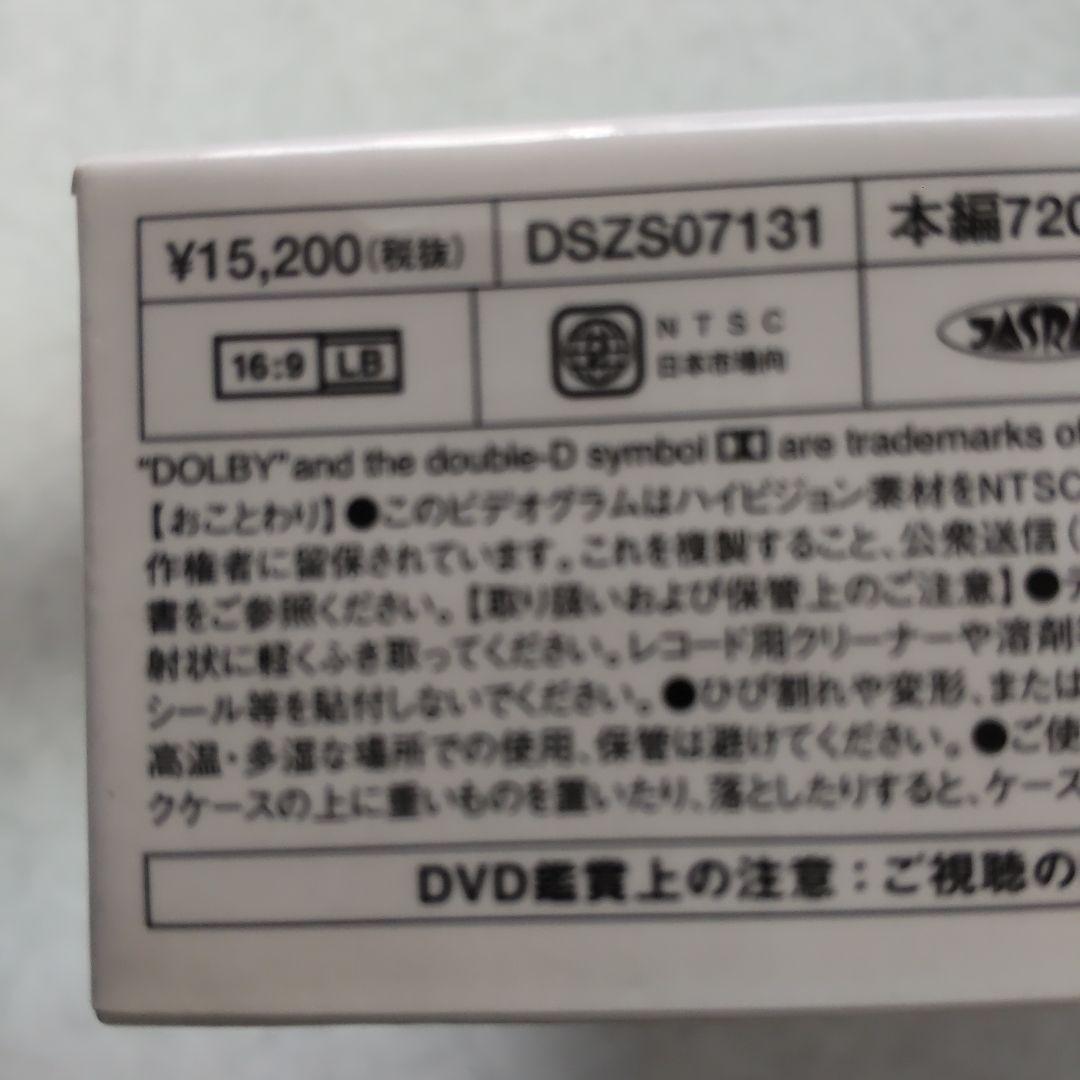 ¥15,200(税抜) DSZS07131 本編720
16:9 LB 2 NTSC JASRA
日本市場向
"DOLBY"and the double-D symbol are trademarks of
【おことわり】●このビデオグラムはハイビジョン素材をNTSC
作権者に留保されています。これを複製すること、公衆送信(
書をご参照ください。【取り扱いおよび保管上のご注意】●デ
射状に軽くふき取ってください。レコード用クリーナーや溶剤
シール等を貼付しないでください。●ひび割れや変形、または
高温・多湿な場所での使用、保管は避けてください。●ご使
クケースの上に重いものを置いたり、落としたりすると、ケース
DVD鑑賞上の注意:ご視聴の